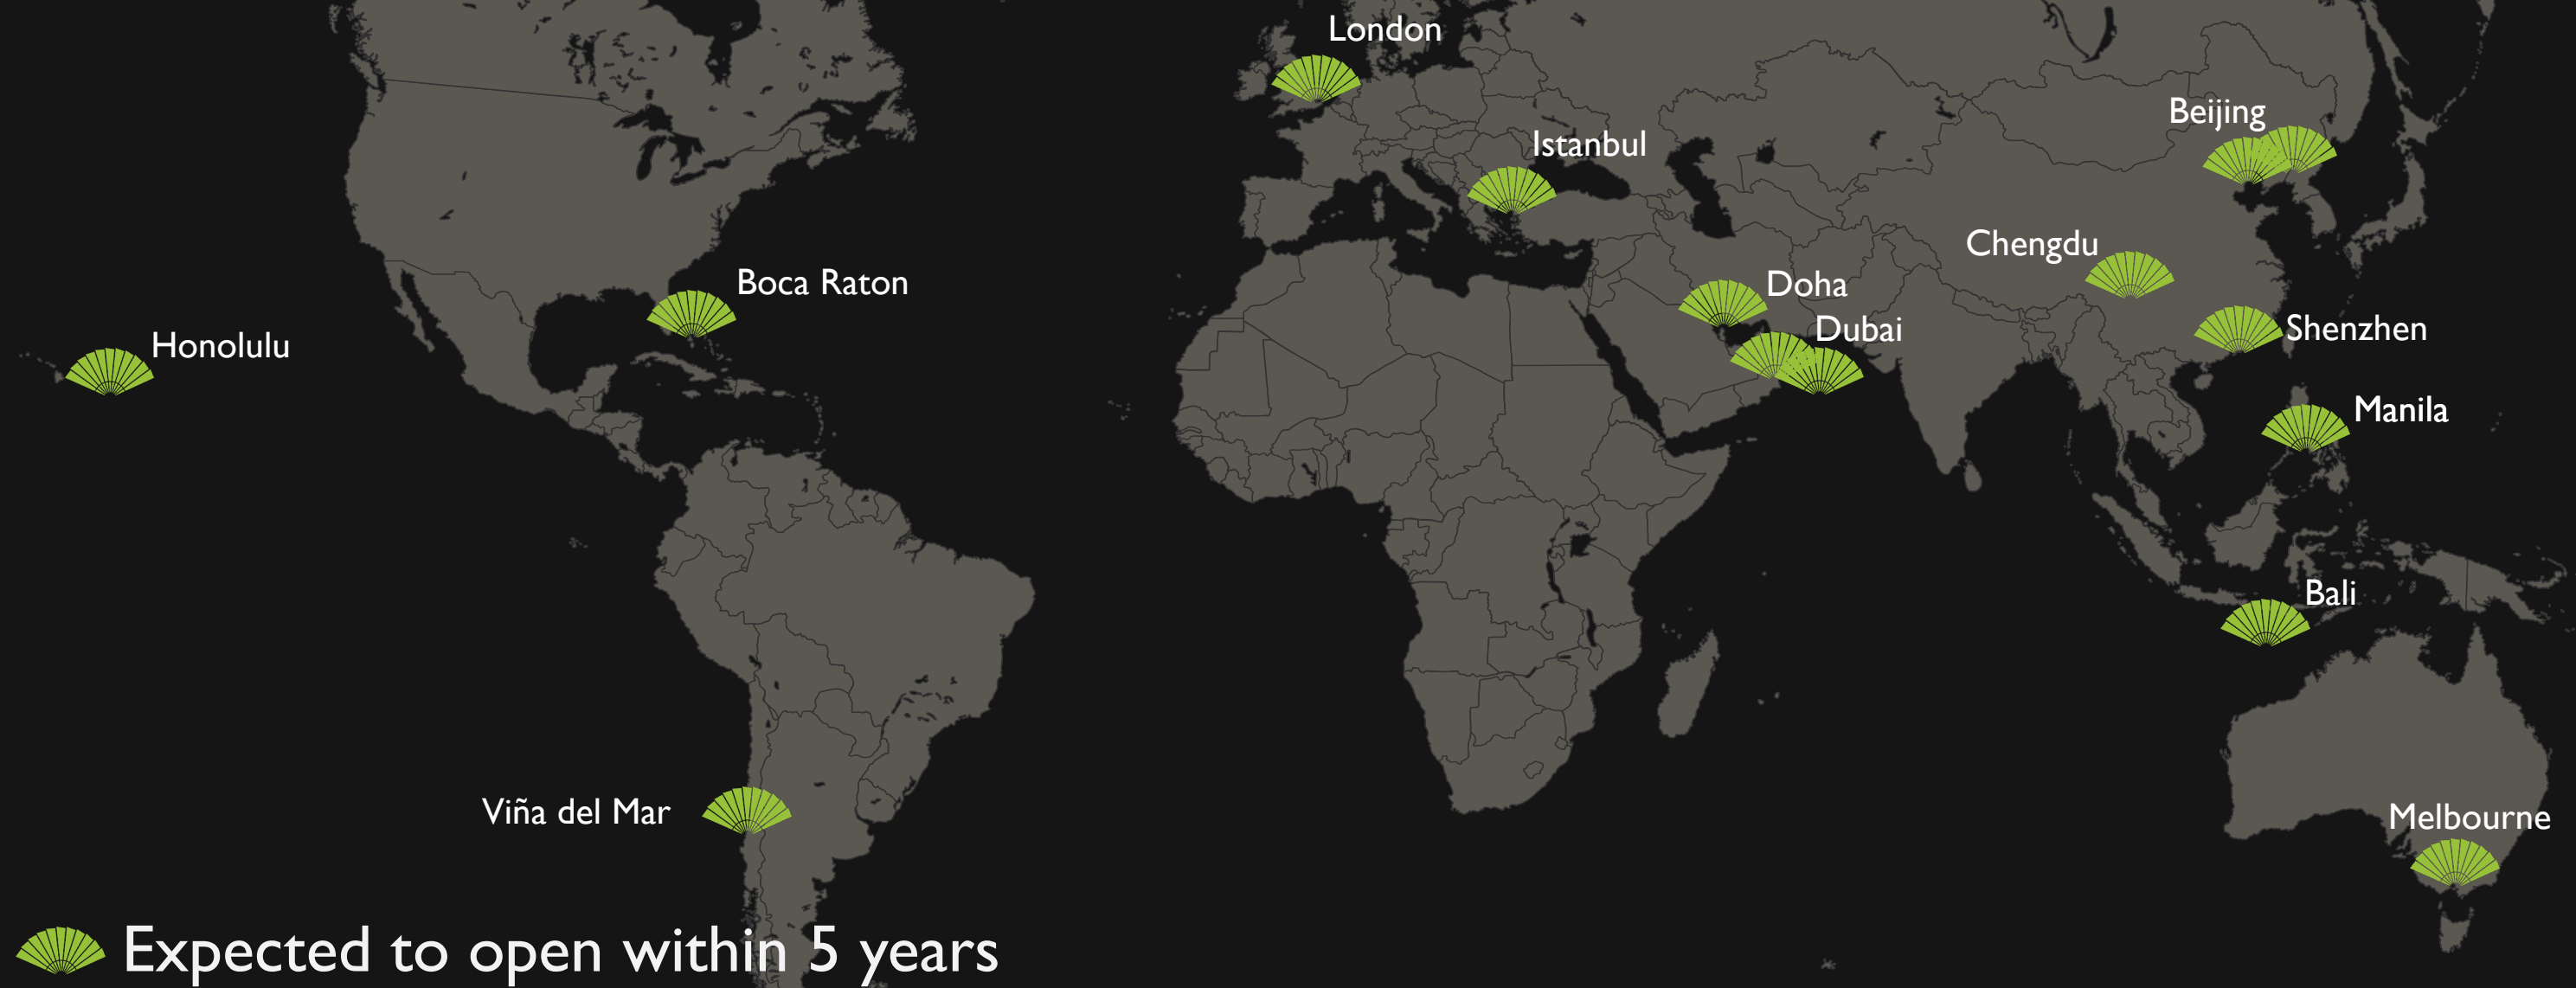 London
Beijing
Istanbul
Chengdu
Boca Raton
Doha
Dubai
Shenzhen
Honolulu
Manila
Bali
Viña del Mar
Melbourne
Expected to open within 5 years